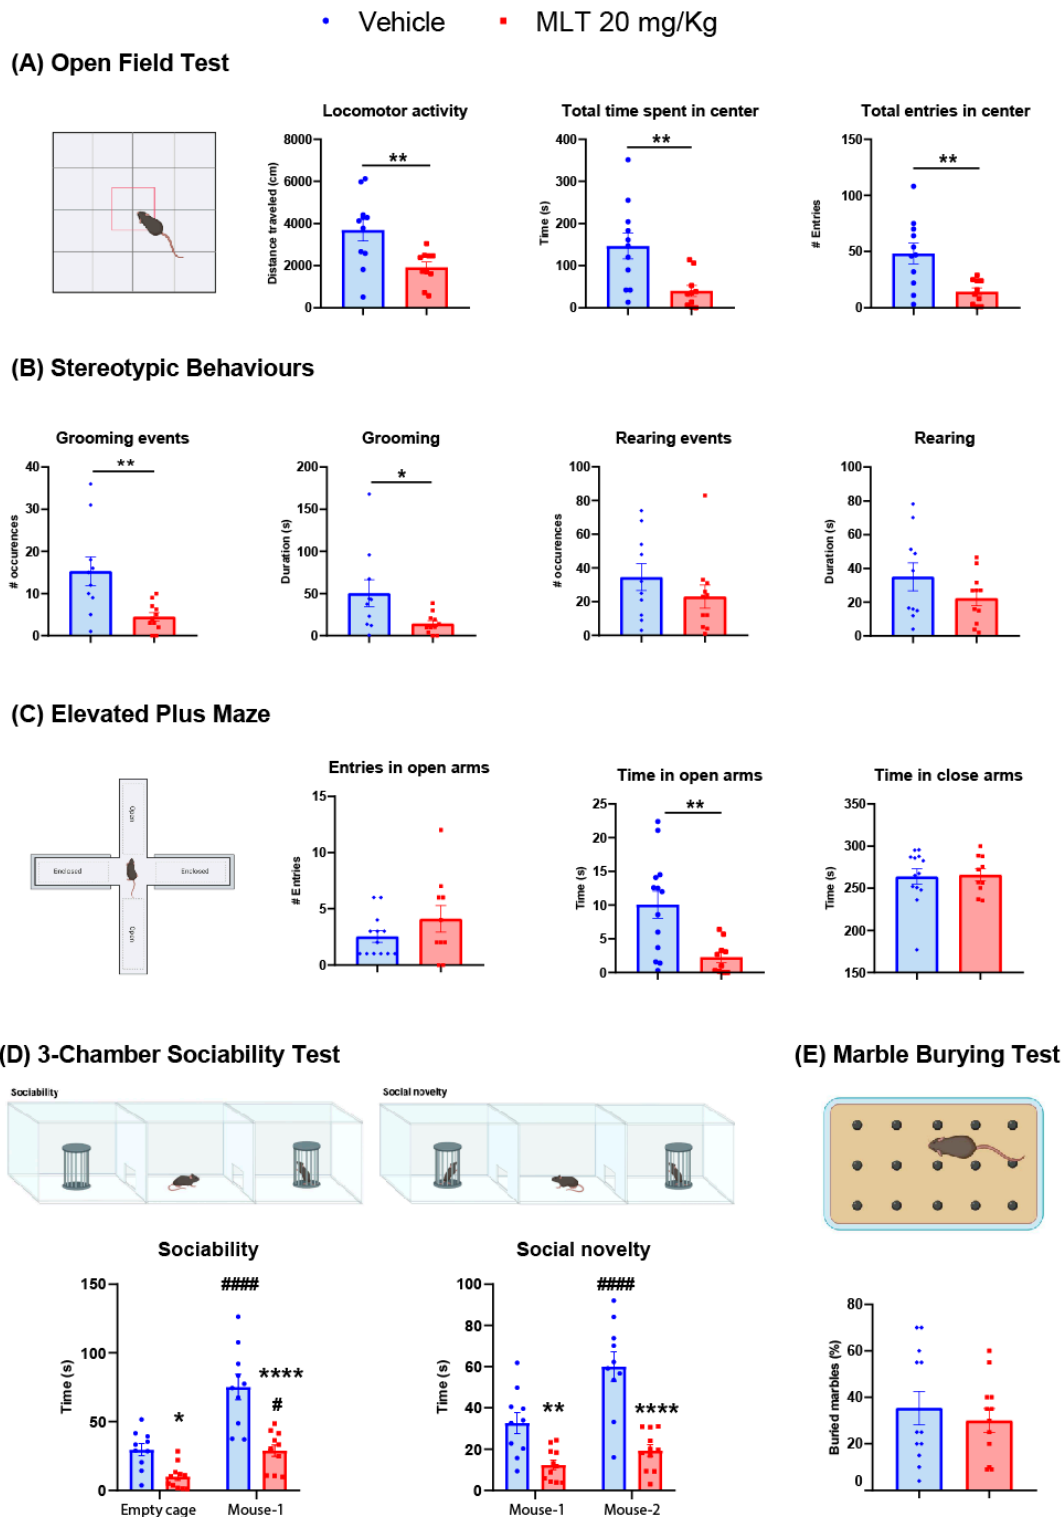 Vehicle MLT 20 mg/Kg
(A) Open Field Test
Locomotor activity
Distance traveled (cm)
8000
6000
4000
2000
0
**
Total time spent in center
Time (s)
400
300
200
100
0
**
Total entries in center
# Entries
150
100
50
0
**
(B) Stereotypic Behaviours
Grooming events
# occurences
40
30
20
10
0
**
Grooming
Duration (s)
200
150
100
50
0
*
Rearing events
# occurences
100
80
60
40
20
0
Rearing
Duration (s)
100
80
60
40
20
0
(C) Elevated Plus Maze
Open
Enclosed Enclosed
Open
Entries in open arms
# Entries
15
10
5
0
Time in open arms
Time (s)
25
20
15
10
5
0
**
Time in close arms
Time (s)
350
300
250
200
150
(D) 3-Chamber Sociability Test
Sociability
Social novelty
Sociability
Time (s)
150
100
50
0
*
####
****
#
Empty cage Mouse-1
Social novelty
Time (s)
100
80
60
40
20
0
**
####
****
Mouse-1 Mouse-2
(E) Marble Burying Test
Buried marbles (%)
80
60
40
20
0